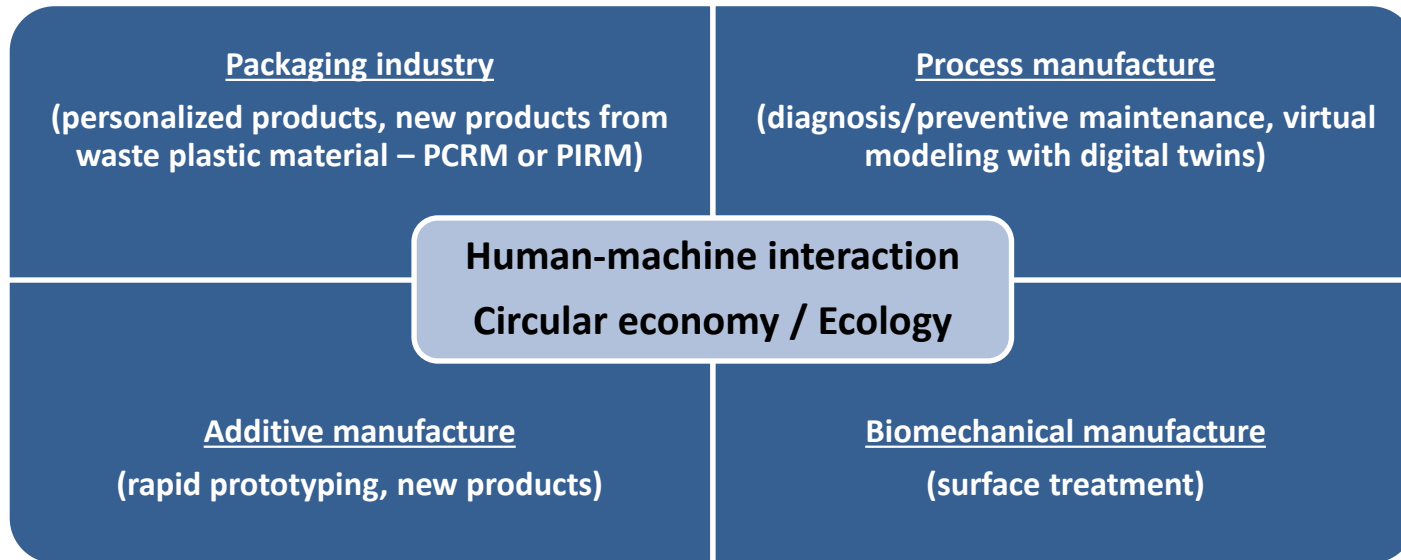 Packaging industry
(personalized products, new products from
waste plastic material – PCRM or PIRM)
Process manufacture
(diagnosis/preventive maintenance, virtual
modeling with digital twins)
Human-machine interaction
Circular economy / Ecology
Additive manufacture
(rapid prototyping, new products)
Biomechanical manufacture
(surface treatment)